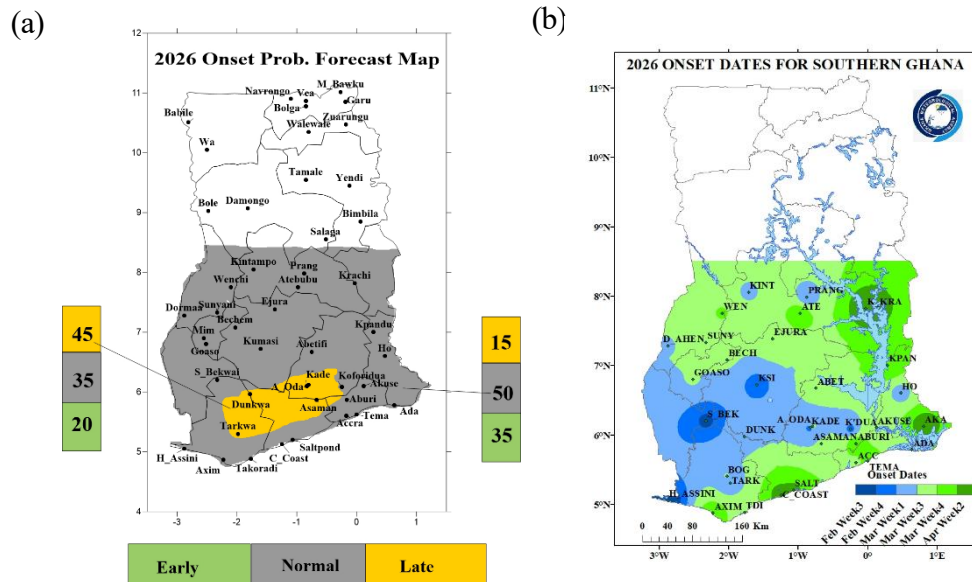 (a)
2026 Onset Prob. Forecast Map
12
11
10
9
8
7
6
5
4
-3
-2
-1
0
1
M_Bawku
Navrongo
Vea
Garu
Bolga
Zuarungu
Babile
Walewale
Wa
Tamale
Yendi
Bole
Damongo
Bimbila
Salaga
Kintampo
Prang
Krachi
Wenchi
Atebubu
Dormaa
Sunyani
Ejura
Bechem
Kpandu
Mim
Kumasi
Abetifi
Goaso
Ho
S_Bekwai
Kade
Koforidua
A_Oda
Akuse
Dunkwa
Asaman
Aburi
Ada
Tarkwa
Tema
Accra
Saltpond
H_Assini
C_Coast
Axim
Takoradi
45
35
20
15
50
35
Early
Normal
Late
(b)
2026 ONSET DATES FOR SOUTHERN GHANA
11°N
10°N
9°N
8°N
7°N
6°N
5°N
3°W
2°W
1°W
0°
1°E
KINT
PRANG
K_KRA
WEN
ATE
D_AHEN
SUNY
EJURA
BECH
KPAN
GOASO
KSI
ABET
HO
S_BEK
A_ODA
KADE
K'DUA
AKUSE
AKA
DUNK
ASAMAN
ABURI
ADA
ACC
BOG
TEMA
TARK
SALT
H_ASSINI
C_COAST
AXIM
TDI
Onset Dates
Feb Week3
Feb Week4
Mar Week1
Mar Week3
Mar Week4
Apr Week2
0 40 80 160 Km